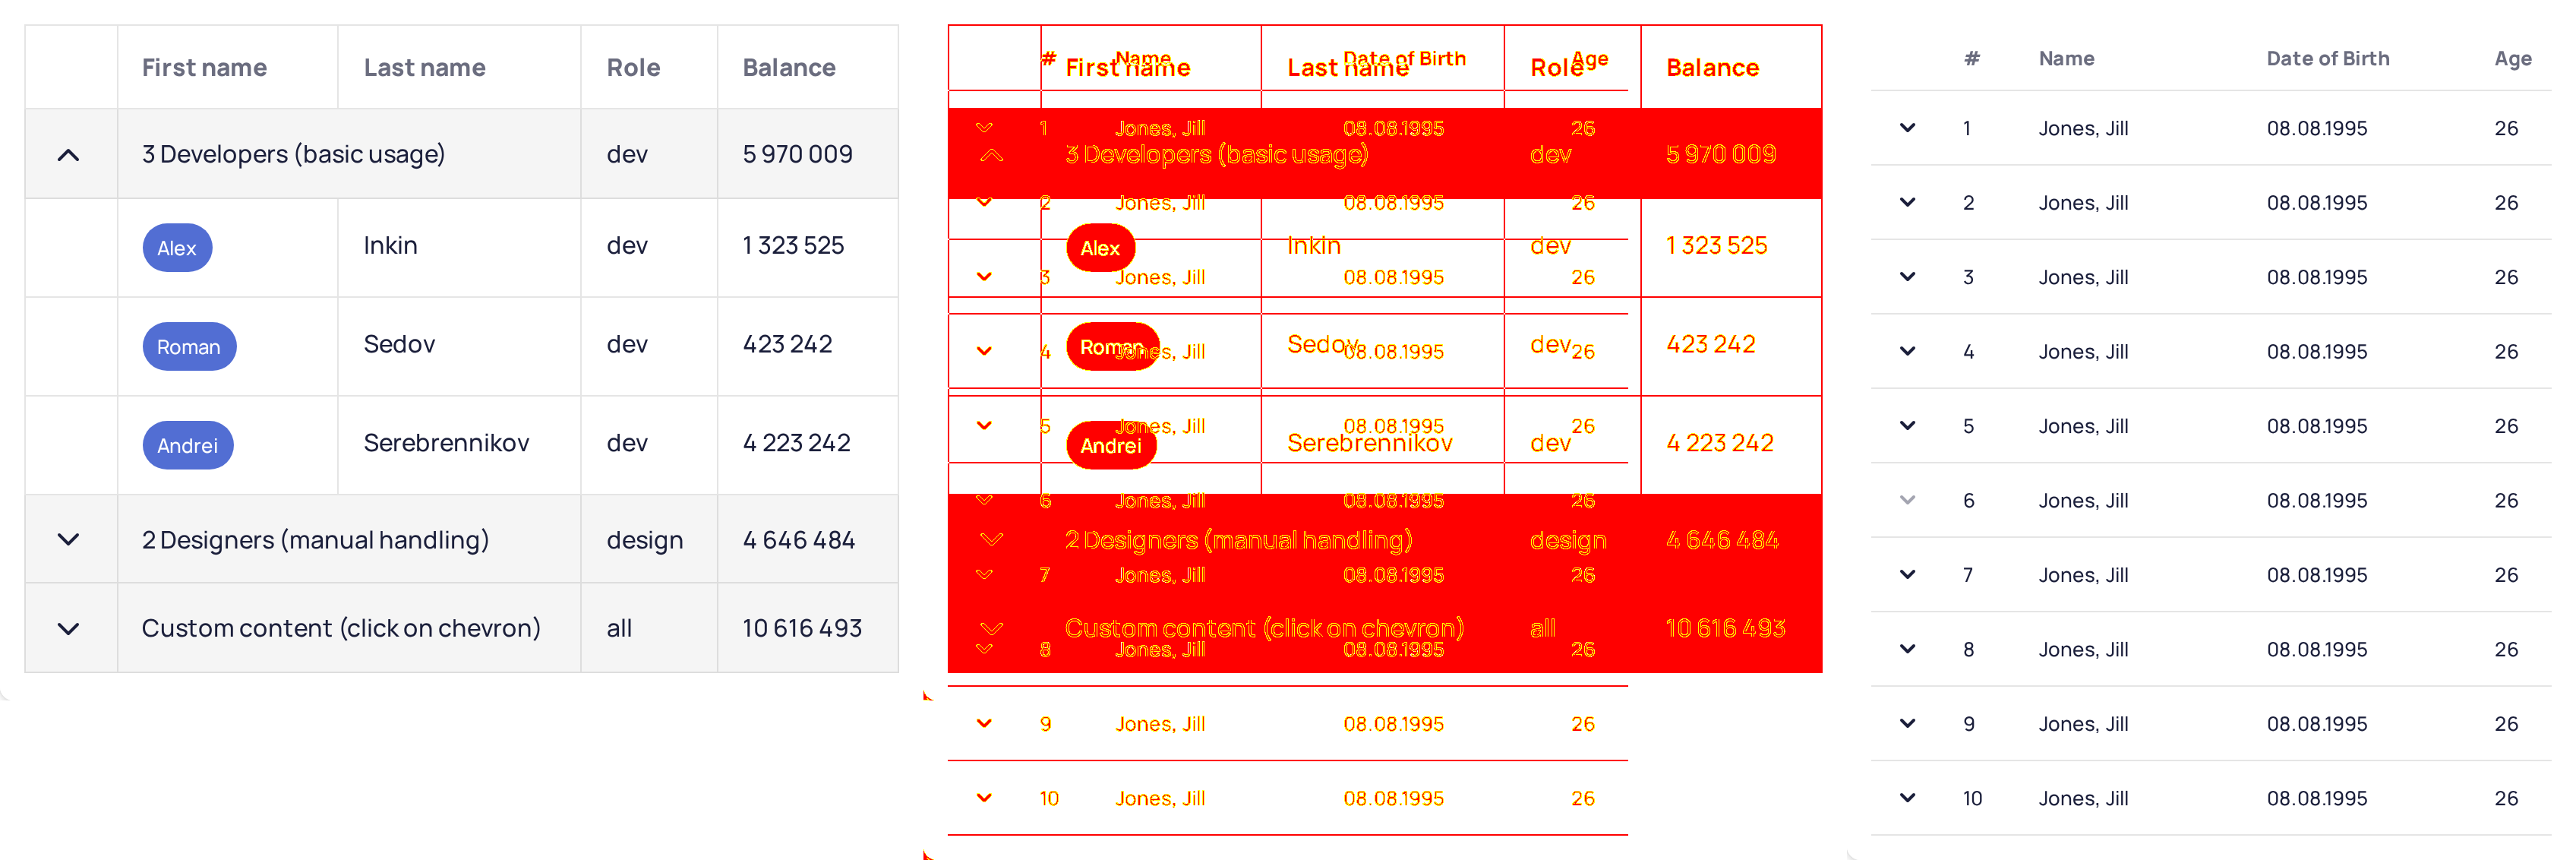 First name Last name Role Balance
3 Developers (basic usage) dev 5 970 009
Alex Inkin dev 1 323 525
Roman Sedov dev 423 242
Andrei Serebrennikov dev 4 223 242
2 Designers (manual handling) design 4 646 484
Custom content (click on chevron) all 10 616 493
# Name Date of Birth Age
First name Last name Role Balance
1 Jones, Jill 08.08.1995 26
3 Developers (basic usage) dev 5 970 009
2 Jones, Jill 08.08.1995 26
Alex Inkin dev 1 323 525
3 Jones, Jill 08.08.1995 26
Roman Sedov dev 423 242
4 Jones, Jill 08.08.1995 26
5 Jones, Jill 08.08.1995 26
Andrei Serebrennikov dev 4 223 242
6 Jones, Jill 08.08.1995 26
2 Designers (manual handling) design 4 646 484
7 Jones, Jill 08.08.1995 26
Custom content (click on chevron) all 10 616 493
8 Jones, Jill 08.08.1995 26
9 Jones, Jill 08.08.1995 26
10 Jones, Jill 08.08.1995 26
# Name Date of Birth Age
1 Jones, Jill 08.08.1995 26
2 Jones, Jill 08.08.1995 26
3 Jones, Jill 08.08.1995 26
4 Jones, Jill 08.08.1995 26
5 Jones, Jill 08.08.1995 26
6 Jones, Jill 08.08.1995 26
7 Jones, Jill 08.08.1995 26
8 Jones, Jill 08.08.1995 26
9 Jones, Jill 08.08.1995 26
10 Jones, Jill 08.08.1995 26